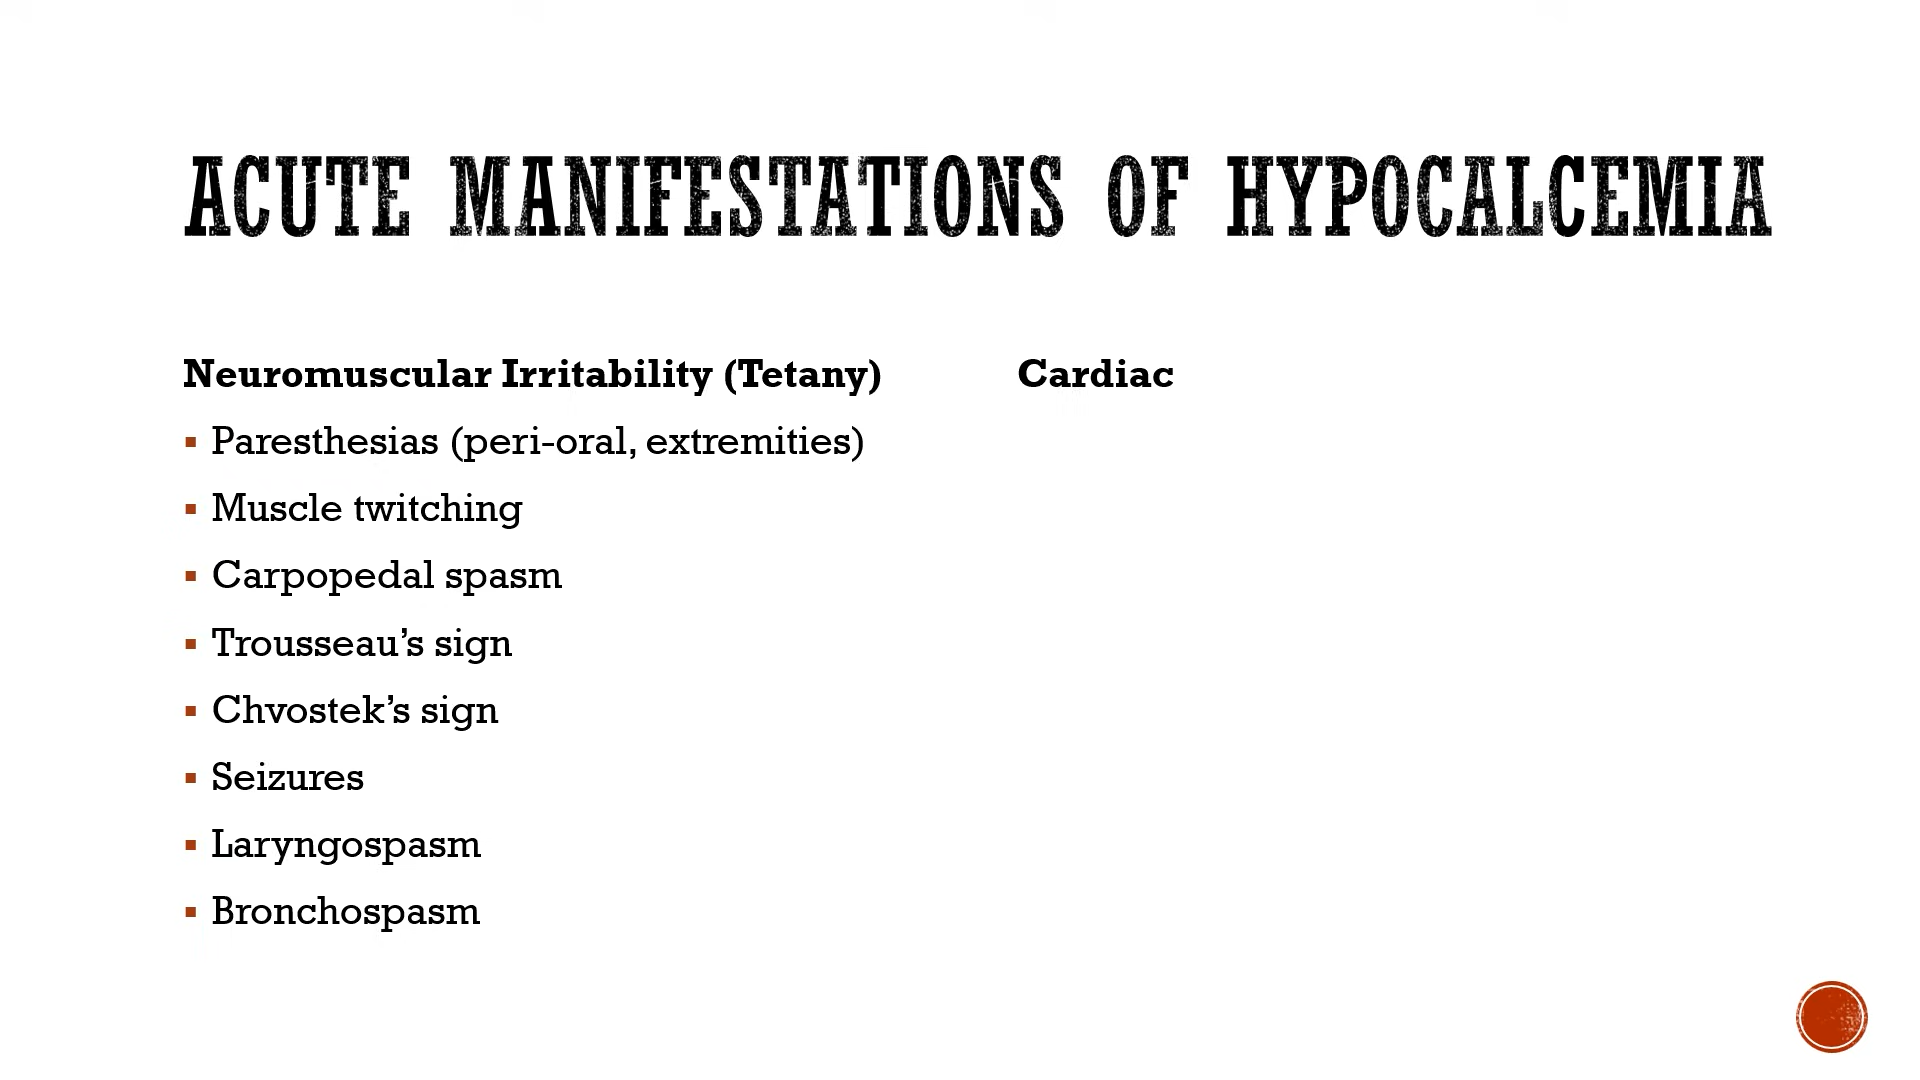 ACUTE MANIFESTATIONS OF HYPOCALCEMIA
Neuromuscular Irritability (Tetany)
▪ Paresthesias (peri-oral, extremities)
▪ Muscle twitching
▪ Carpopedal spasm
▪ Trousseau’s sign
▪ Chvostek’s sign
▪ Seizures
▪ Laryngospasm
▪ Bronchospasm
Cardiac